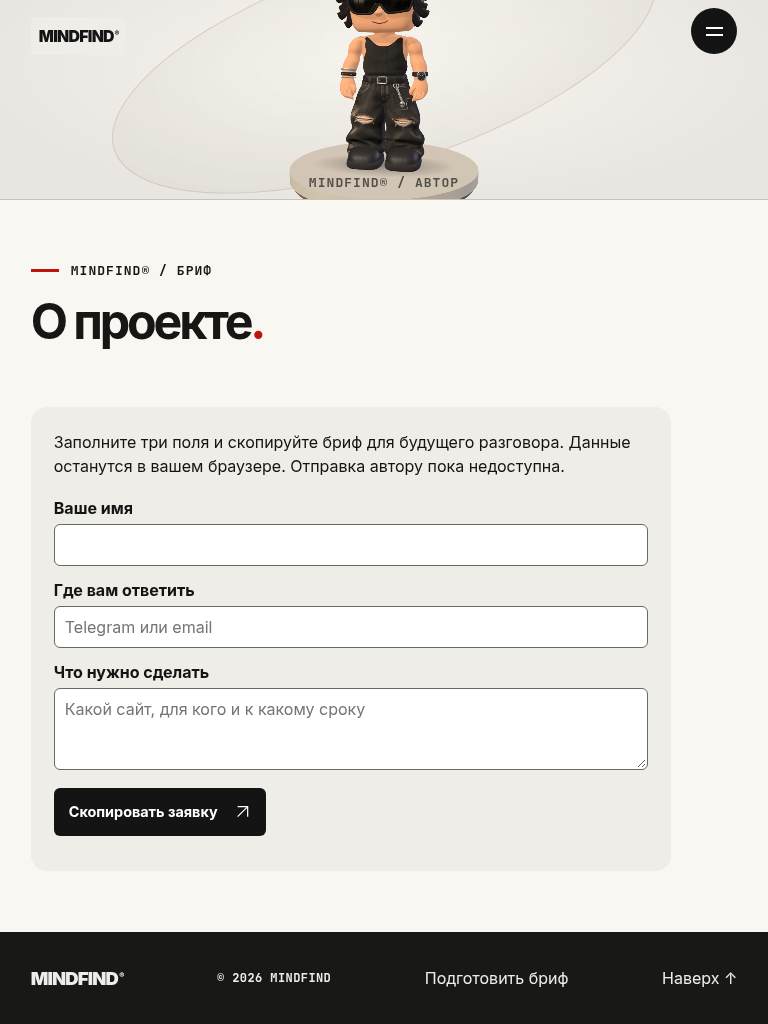 MINDFIND®
MINDFIND® / АВТОР
MINDFIND® / БРИФ
О проекте.
Заполните три поля и скопируйте бриф для будущего разговора. Данные
останутся в вашем браузере. Отправка автору пока недоступна.
Ваше имя
Где вам ответить
Telegram или email
Что нужно сделать
Какой сайт, для кого и к какому сроку
Скопировать заявку ↗
MINDFIND®
© 2026 MINDFIND
Подготовить бриф
Наверх ↑